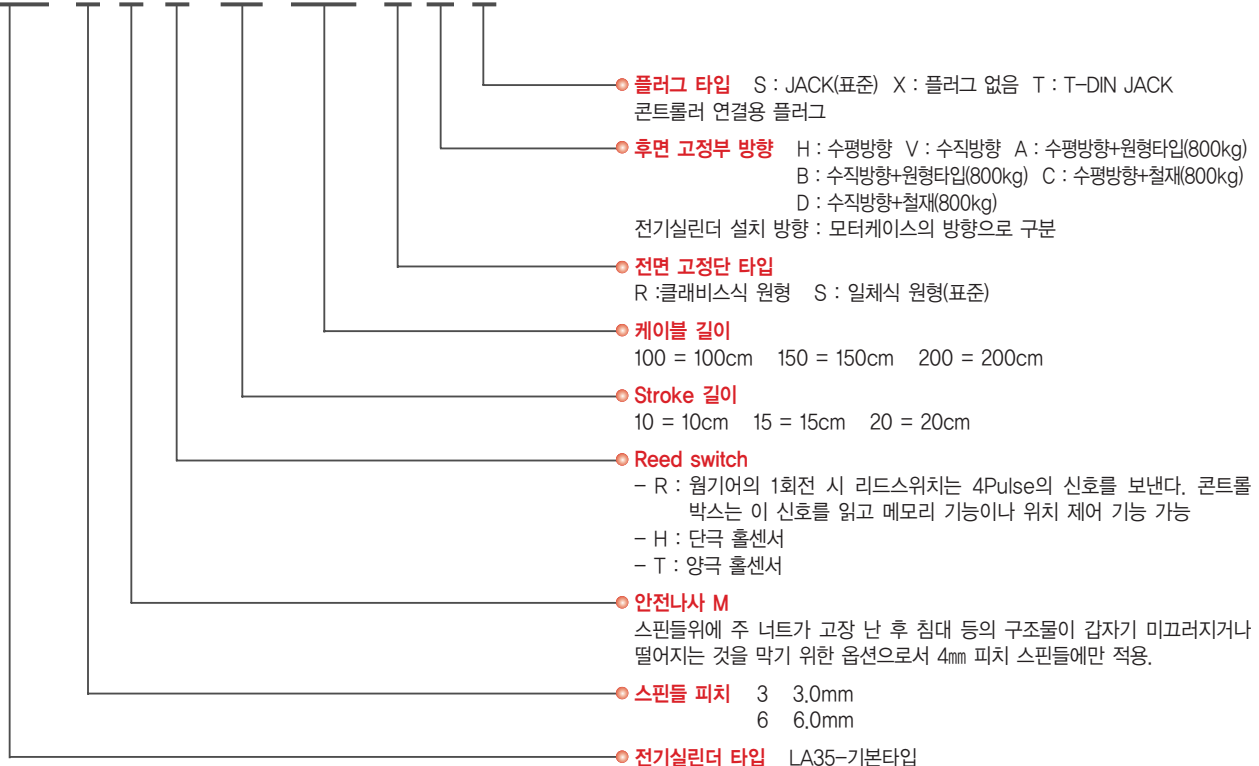 플러그 타입 S : JACK(표준) X : 플러그 없음 T : T-DIN JACK
콘트롤러 연결용 플러그
후면 고정부 방향 H : 수평방향 V : 수직방향 A : 수평방향+원형타입(800kg)
B : 수직방향+원형타입(800kg) C : 수평방향+철재(800kg)
D : 수직방향+철재(800kg)
전기실린더 설치 방향 : 모터케이스의 방향으로 구분
전면 고정단 타입
R :클래비스식 원형 S : 일체식 원형(표준)
케이블 길이
100 = 100cm 150 = 150cm 200 = 200cm
Stroke 길이
10 = 10cm 15 = 15cm 20 = 20cm
Reed switch
- R : 웜기어의 1회전 시 리드스위치는 4Pulse의 신호를 보낸다. 콘트롤
박스는 이 신호를 읽고 메모리 기능이나 위치 제어 기능 가능
- H : 단극 홀센서
- T : 양극 홀센서
안전나사 M
스핀들위에 주 너트가 고장 난 후 침대 등의 구조물이 갑자기 미끄러지거나
떨어지는 것을 막기 위한 옵션으로서 4㎜ 피치 스핀들에만 적용.
스핀들 피치 3 3.0mm
6 6.0mm
전기실린더 타입 LA35-기본타입